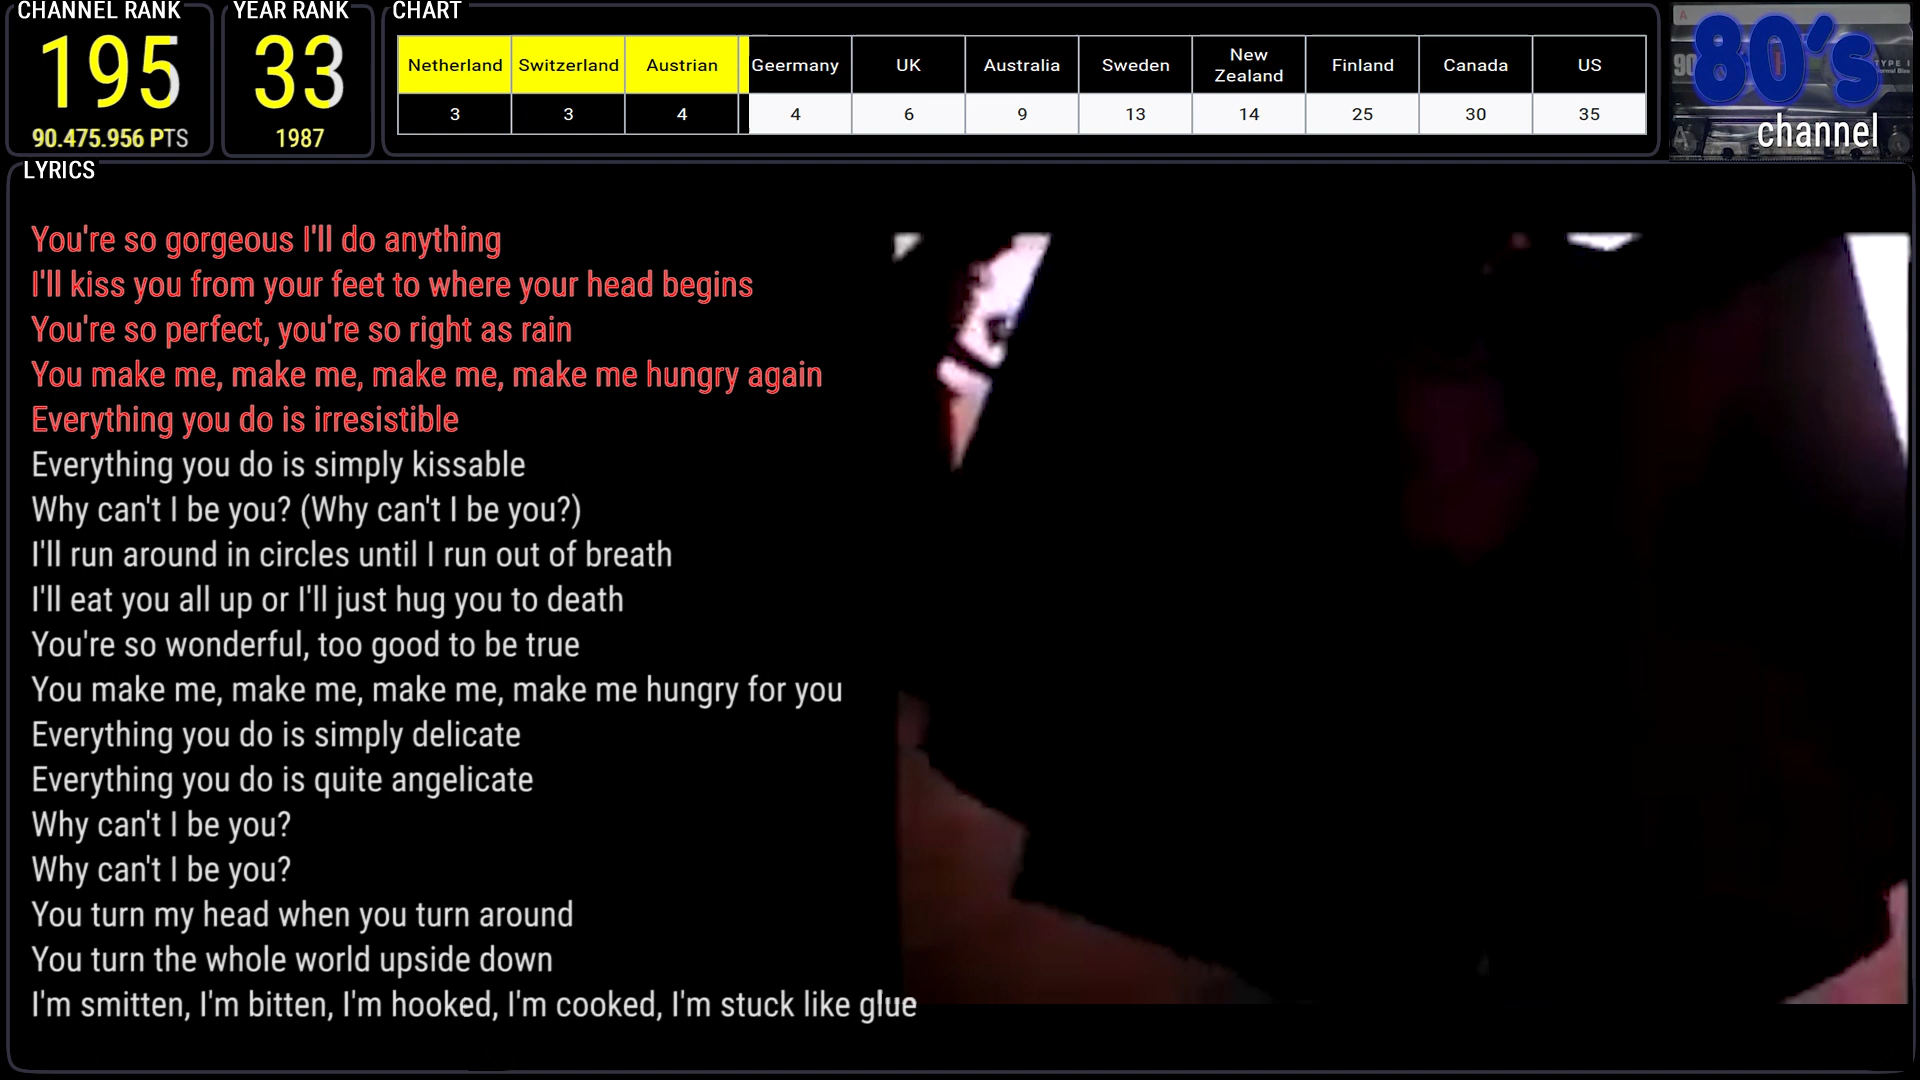 CHANNEL RANK
195
90.475.956 PTS
YEAR RANK
33
1987
CHART
Netherland Switzerland Austrian Geermany UK Australia Sweden New Zealand Finland Canada US
3 3 4 4 6 9 13 14 25 30 35
80's
channel
A
90
TYPE I
A
LYRICS
You're so gorgeous I'll do anything
I'll kiss you from your feet to where your head begins
You're so perfect, you're so right as rain
You make me, make me, make me, make me hungry again
Everything you do is irresistible
Everything you do is simply kissable
Why can't I be you? (Why can't I be you?)
I'll run around in circles until I run out of breath
I'll eat you all up or I'll just hug you to death
You're so wonderful, too good to be true
You make me, make me, make me, make me hungry for you
Everything you do is simply delicate
Everything you do is quite angelicate
Why can't I be you?
Why can't I be you?
You turn my head when you turn around
You turn the whole world upside down
I'm smitten, I'm bitten, I'm hooked, I'm cooked, I'm stuck like glue